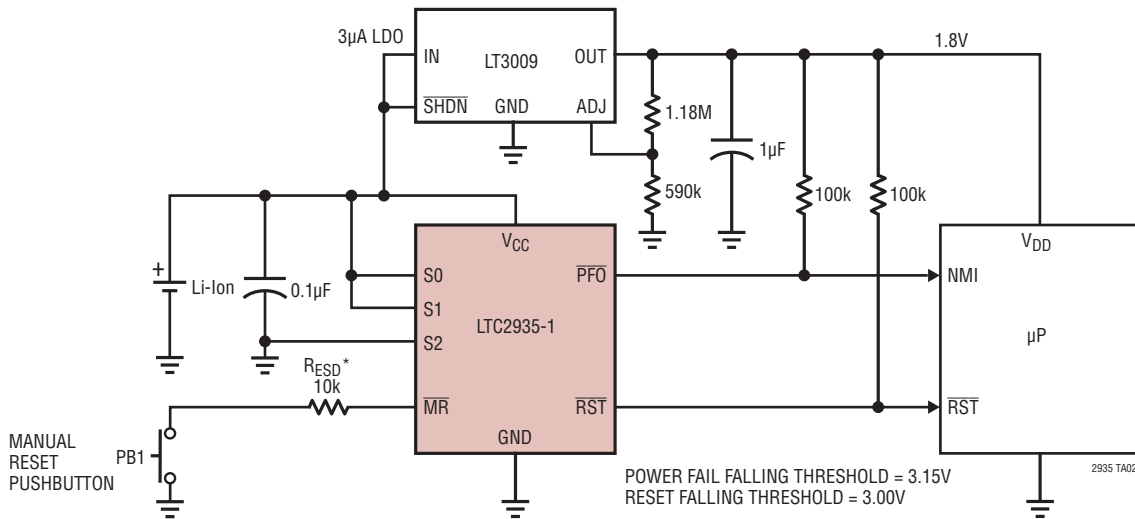 3µA LDO
IN
LT3009
OUT
1.8V
SHDN
GND
ADJ
1.18M
1µF
590k
100k
100k
VCC
VDD
+
Li-Ion
0.1µF
S0
S1
S2
LTC2935-1
PFO
NMI
µP
RESD*
10k
MR
RST
RST
GND
MANUAL
RESET
PUSHBUTTON
PB1
POWER FAIL FALLING THRESHOLD = 3.15V
RESET FALLING THRESHOLD = 3.00V
2935 TA02